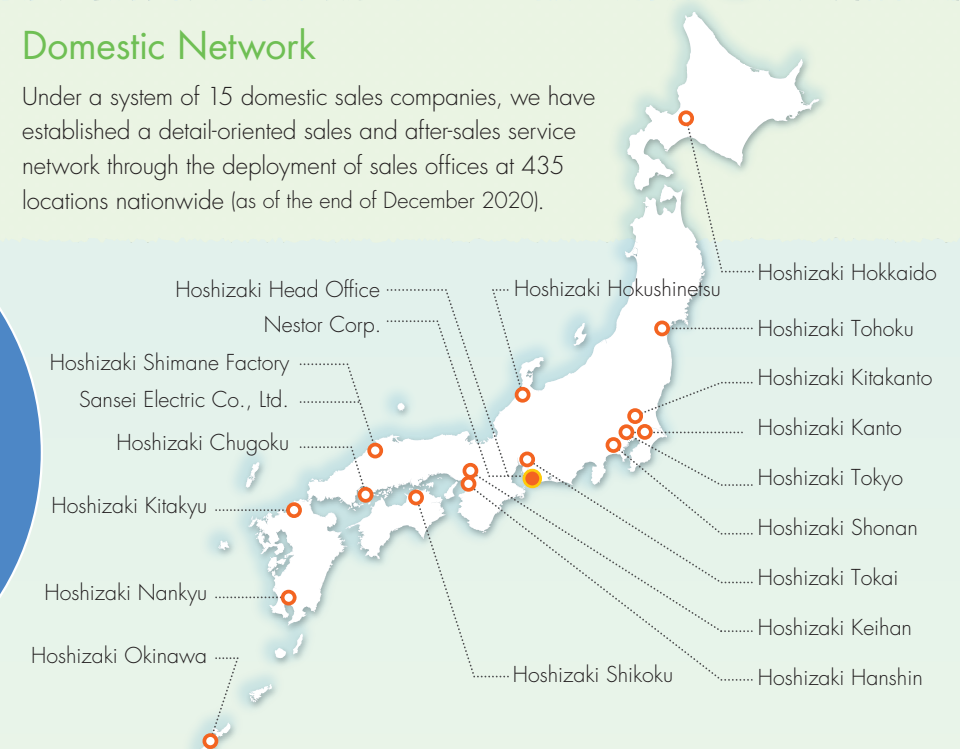 Domestic Network
Under a system of 15 domestic sales companies, we have
established a detail-oriented sales and after-sales service
network through the deployment of sales offices at 435
locations nationwide (as of the end of December 2020).
Hoshizaki Head Office
Nestor Corp.
Hoshizaki Shimane Factory
Sansei Electric Co., Ltd.
Hoshizaki Chugoku
Hoshizaki Kitakyu
Hoshizaki Nankyu
Hoshizaki Okinawa
Hoshizaki Hokushinetsu
Hoshizaki Shikoku
Hoshizaki Hokkaido
Hoshizaki Tohoku
Hoshizaki Kitakanto
Hoshizaki Kanto
Hoshizaki Tokyo
Hoshizaki Shonan
Hoshizaki Tokai
Hoshizaki Keihan
Hoshizaki Hanshin